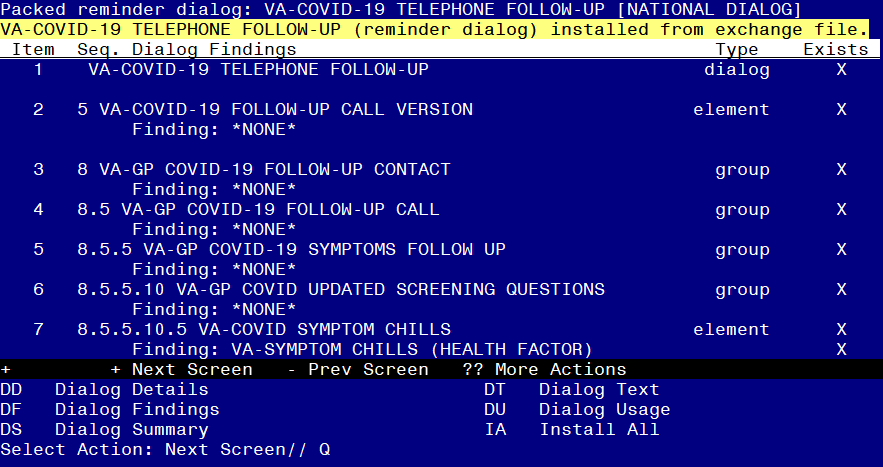 Packed reminder dialog: VA-COVID-19 TELEPHONE FOLLOW-UP [NATIONAL DIALOG]
VA-COVID-19 TELEPHONE FOLLOW-UP (reminder dialog) installed from exchange file.
Item Seq. Dialog Findings Type Exists
1 VA-COVID-19 TELEPHONE FOLLOW-UP dialog X
2 5 VA-COVID-19 FOLLOW-UP CALL VERSION element X
Finding: *NONE*
3 8 VA-GP COVID-19 FOLLOW-UP CONTACT group X
Finding: *NONE*
4 8.5 VA-GP COVID-19 FOLLOW-UP CALL group X
Finding: *NONE*
5 8.5.5 VA-GP COVID-19 SYMPTOMS FOLLOW UP group X
Finding: *NONE*
6 8.5.5.10 VA-GP COVID UPDATED SCREENING QUESTIONS group X
Finding: *NONE*
7 8.5.5.10.5 VA-COVID SYMPTOM CHILLS element X
Finding: VA-SYMPTOM CHILLS (HEALTH FACTOR) X
+ + Next Screen - Prev Screen ?? More Actions
DD Dialog Details DT Dialog Text
DF Dialog Findings DU Dialog Usage
DS Dialog Summary IA Install All
Select Action: Next Screen// Q